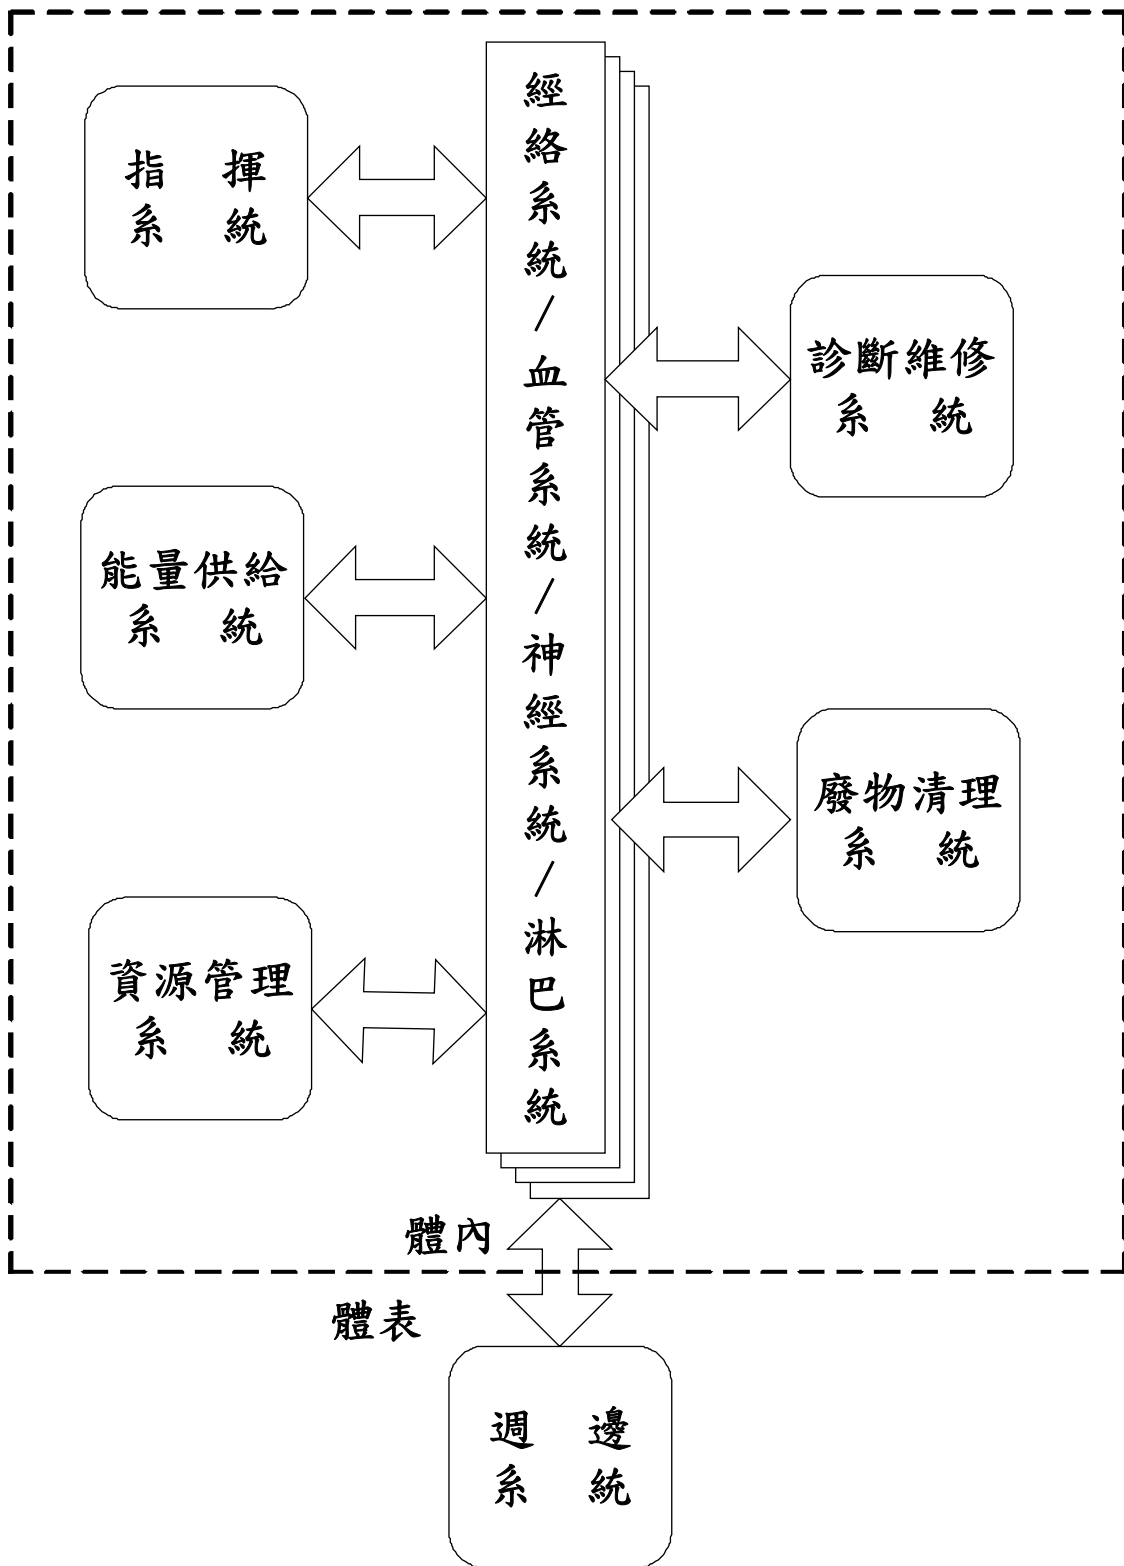 指揮
系統
能量供給
系統
資源管理
系統
經絡系統/血管系統/神經系統/淋巴系統
診斷維修
系統
廢物清理
系統
體內
體表
週邊
系統